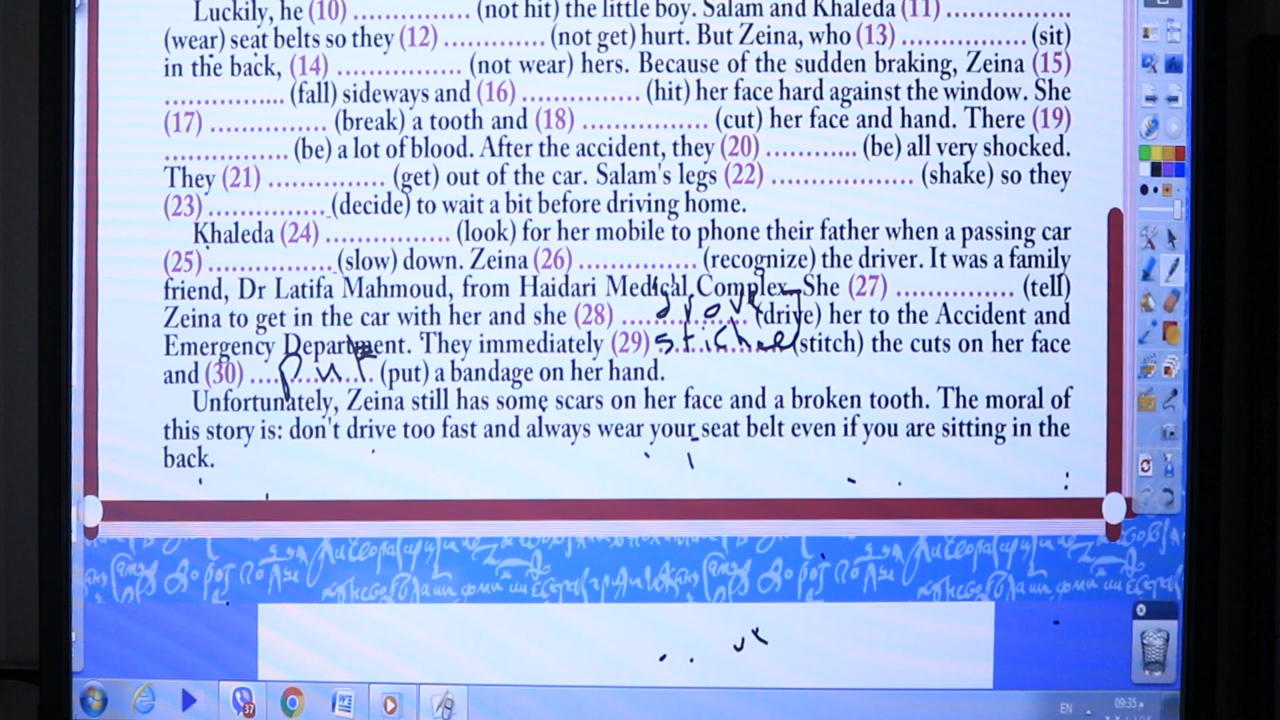 Luckily, he (10) ............... (not hit) the little boy. Salam and Khaleda (11) ................
(wear) seat belts so they (12) ............. (not get) hurt. But Zeina, who (13) ................ (sit)
in the back, (14) ................ (not wear) hers. Because of the sudden braking, Zeina (15)
................ (fall) sideways and (16) ............... (hit) her face hard against the window. She
(17) ............... (break) a tooth and (18) ................ (cut) her face and hand. There (19)
................ (be) a lot of blood. After the accident, they (20) ............ (be) all very shocked.
They (21) ............... (get) out of the car. Salam's legs (22) .................. (shake) so they
(23) ................ (decide) to wait a bit before driving home.
Khaleda (24) ................ (look) for her mobile to phone their father when a passing car
(25) ................. (slow) down. Zeina (26) ............... (recognize) the driver. It was a family
friend, Dr Latifa Mahmoud, from Haidari Medical Complex. She (27) ............... (tell)
Zeina to get in the car with her and she (28) drove (drive) her to the Accident and
Emergency Department. They immediately (29) stiched (stitch) the cuts on her face
and (30) put (put) a bandage on her hand.
Unfortunately, Zeina still has some scars on her face and a broken tooth. The moral of
this story is: don't drive too fast and always wear your seat belt even if you are sitting in the
back.
37
EN
09:35